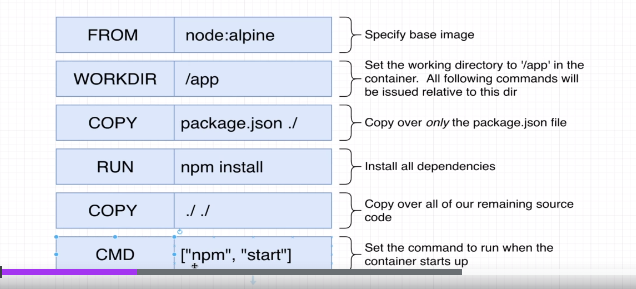 FROM node:alpine Specify base image
WORKDIR /app Set the working directory to '/app' in the
container. All following commands will
be issued relative to this dir
COPY package.json ./ Copy over only the package.json file
RUN npm install Install all dependencies
COPY ./ ./ Copy over all of our remaining source
code
CMD ["npm", "start"] Set the command to run when the
container starts up